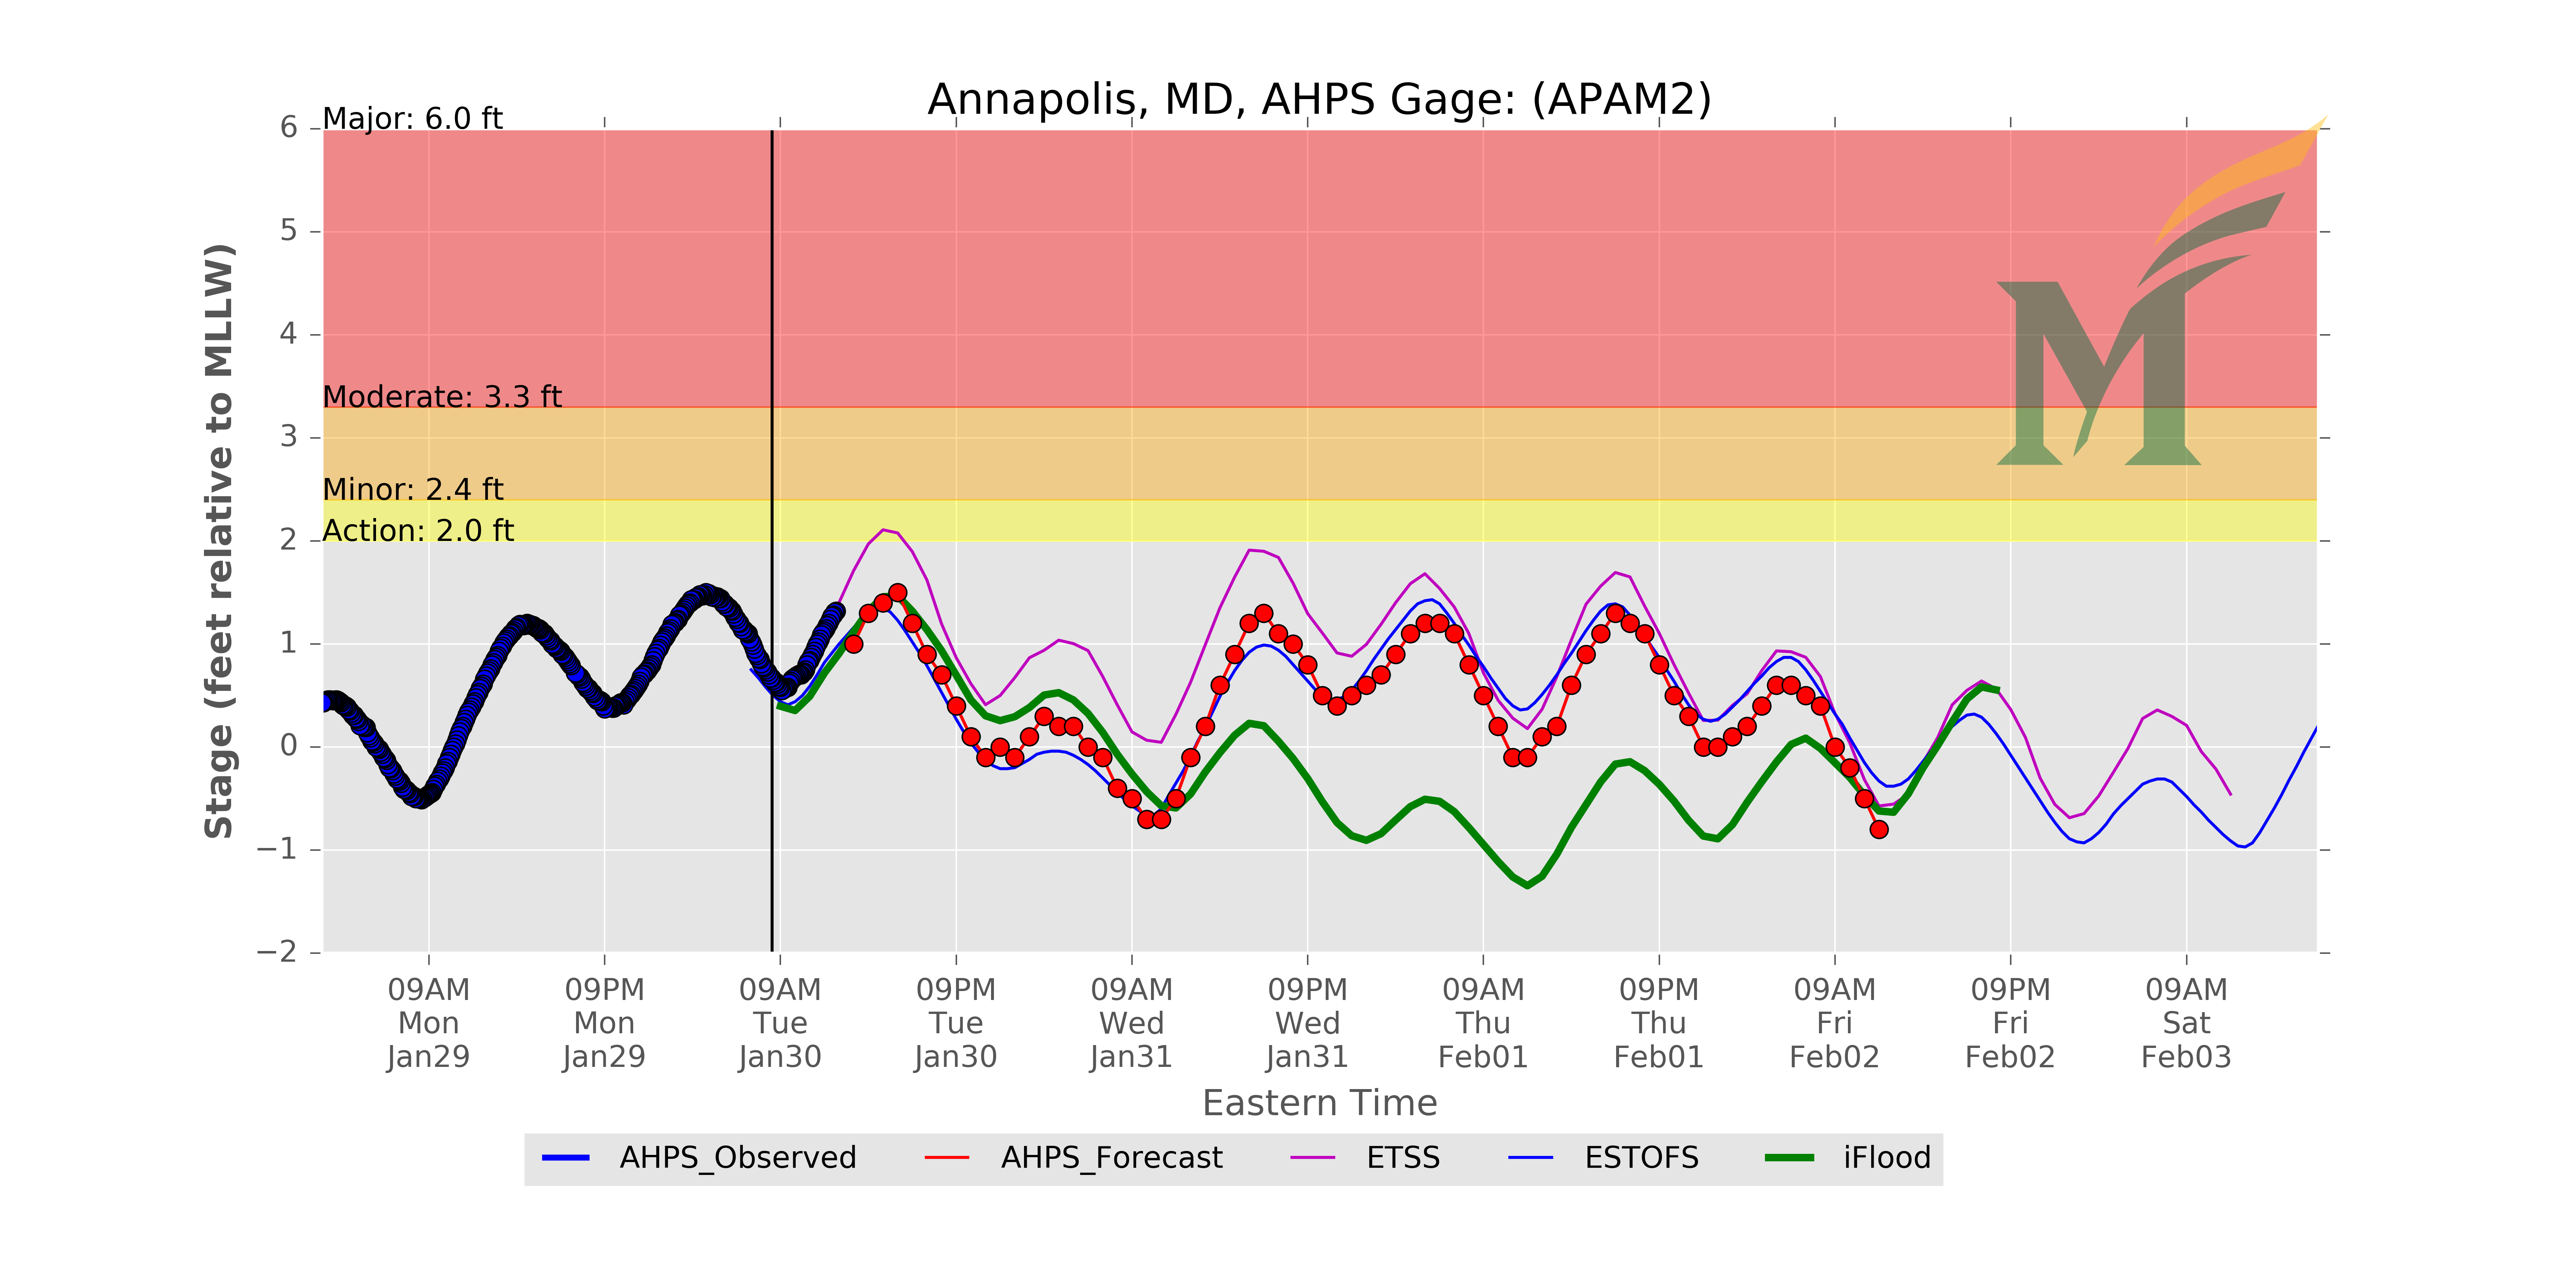 Annapolis, MD, AHPS Gage: (APAM2)
Major: 6.0 ft
Moderate: 3.3 ft
Minor: 2.4 ft
Action: 2.0 ft
6
5
4
3
2
1
0
−1
−2
Stage (feet relative to MLLW)
09AM 09PM 09AM 09PM 09AM 09PM 09AM 09PM 09AM 09PM 09AM
Mon Mon Tue Tue Wed Wed Thu Thu Fri Fri Sat
Jan29 Jan29 Jan30 Jan30 Jan31 Jan31 Feb01 Feb01 Feb02 Feb02 Feb03
Eastern Time
AHPS_Observed AHPS_Forecast ETSS ESTOFS iFlood
M